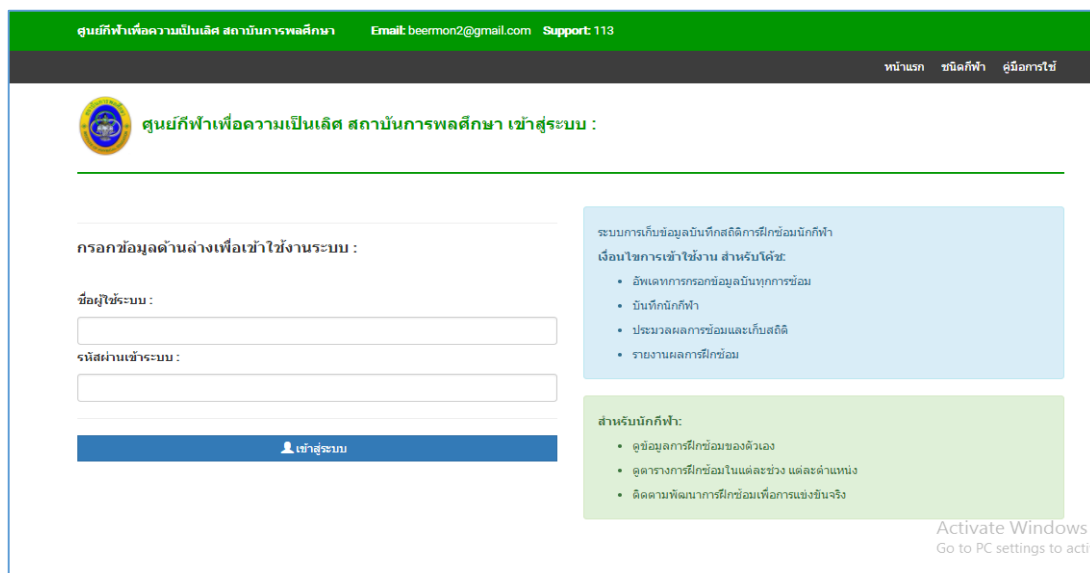 ศูนย์กีฬาเพื่อความเป็นเลิศ สถาบันการพลศึกษา Email: beermon2@gmail.com Support: 113
หน้าแรก ชนิดกีฬา คู่มือการใช้
ศูนย์กีฬาเพื่อความเป็นเลิศ สถาบันการพลศึกษา เข้าสู่ระบบ :
กรอกข้อมูลด้านล่างเพื่อเข้าใช้งานระบบ :
ชื่อผู้ใช้ระบบ :
รหัสผ่านเข้าระบบ :
เข้าสู่ระบบ
ระบบการเก็บข้อมูลบันทึกสถิติการฝึกซ้อมนักกีฬา
เงื่อนไขการเข้าใช้งาน สำหรับโค้ช:
อัพเดทการกรอกข้อมูลบันทุกการซ้อม
บันทึกนักกีฬา
ประมวลผลการซ้อมและเก็บสถิติ
รายงานผลการฝึกซ้อม
สำหรับนักกีฬา:
ดูข้อมูลการฝึกซ้อมของตัวเอง
ดูตารางการฝึกซ้อมในแต่ละช่วง แต่ละตำแหน่ง
ติดตามพัฒนาการฝึกซ้อมเพื่อการแข่งขันจริง
Activate Windows
Go to PC settings to acti